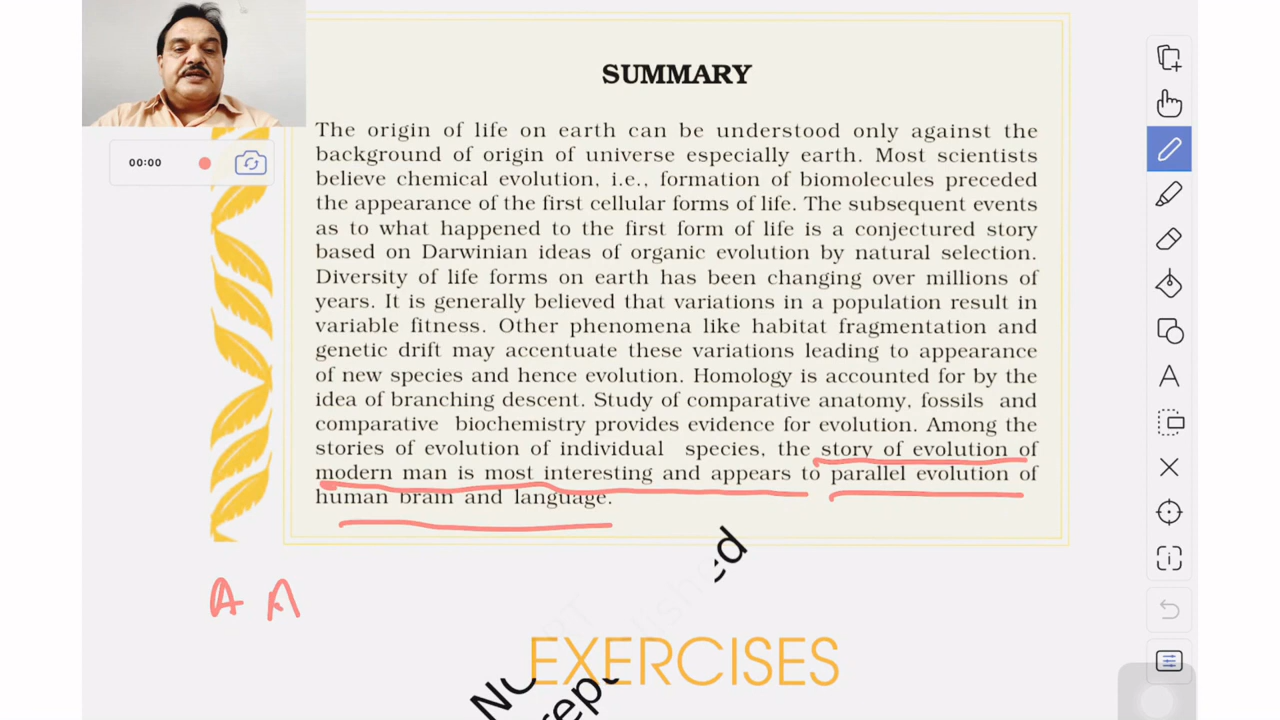 SUMMARY
00:00
The origin of life on earth can be understood only against the
background of origin of universe especially earth. Most scientists
believe chemical evolution, i.e., formation of biomolecules preceded
the appearance of the first cellular forms of life. The subsequent events
as to what happened to the first form of life is a conjectured story
based on Darwinian ideas of organic evolution by natural selection.
Diversity of life forms on earth has been changing over millions of
years. It is generally believed that variations in a population result in
variable fitness. Other phenomena like habitat fragmentation and
genetic drift may accentuate these variations leading to appearance
of new species and hence evolution. Homology is accounted for by the
idea of branching descent. Study of comparative anatomy, fossils and
comparative biochemistry provides evidence for evolution. Among the
stories of evolution of individual species, the story of evolution of
modern man is most interesting and appears to parallel evolution of
human brain and language.
A A
EXERCISES